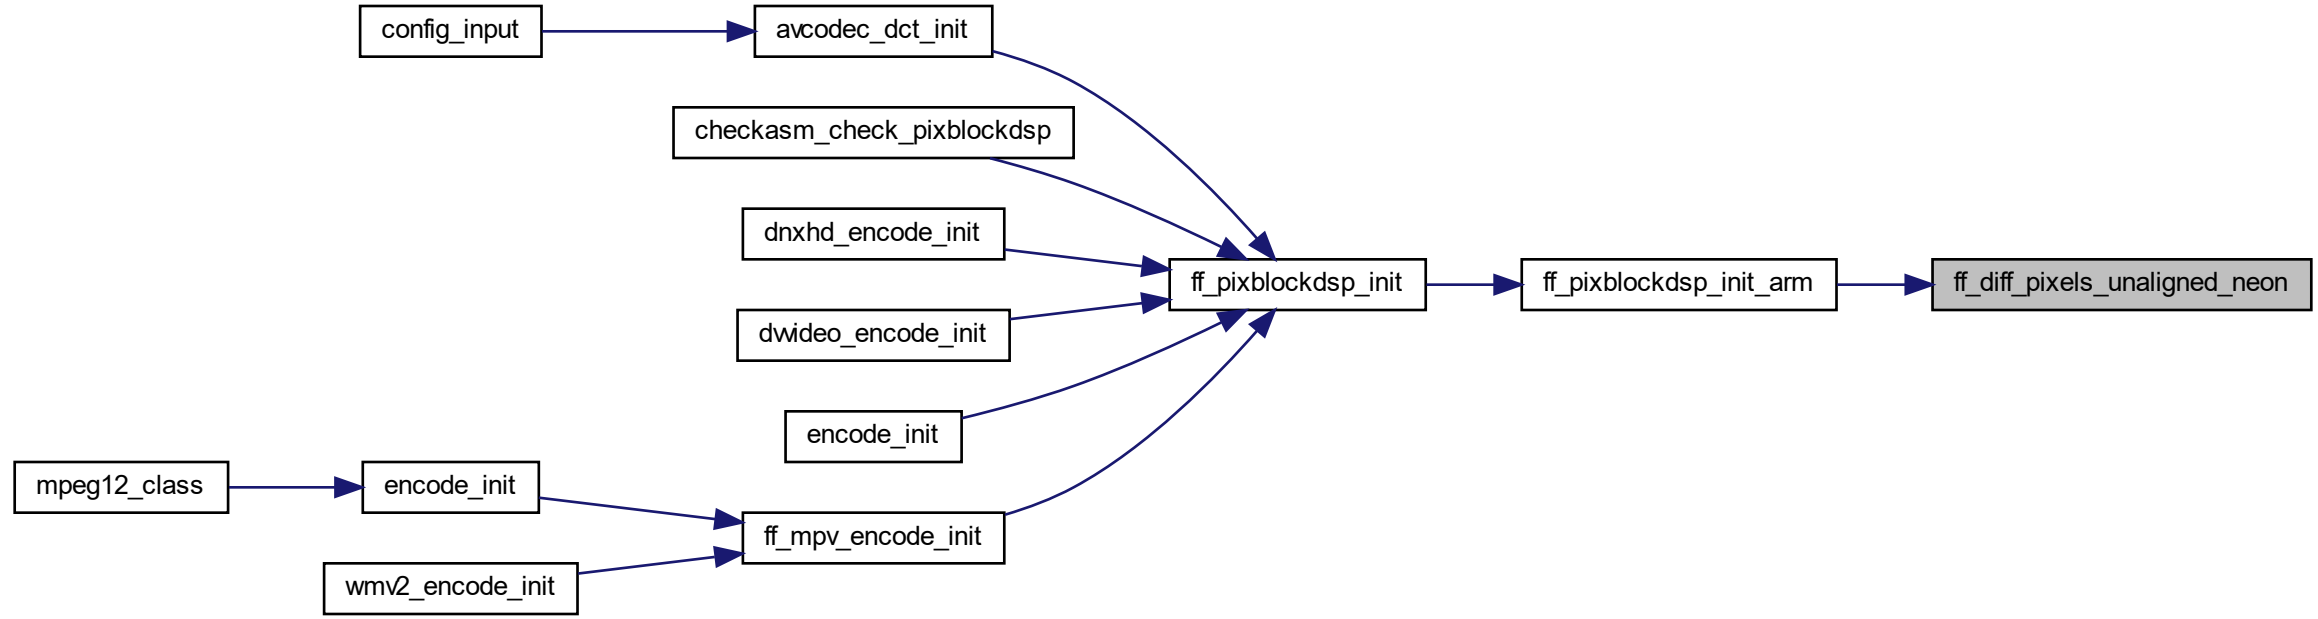 config_input
avcodec_dct_init
checkasm_check_pixblockdsp
dnxhd_encode_init
ff_pixblockdsp_init
ff_pixblockdsp_init_arm
ff_diff_pixels_unaligned_neon
dvvideo_encode_init
encode_init
mpeg12_class
encode_init
ff_mpv_encode_init
wmv2_encode_init